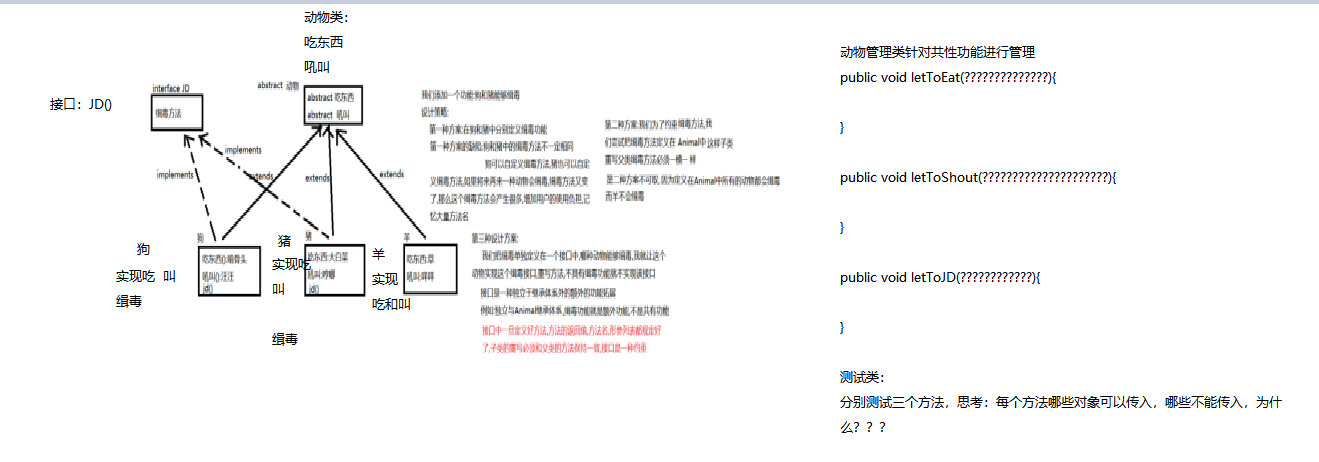 动物类：
吃东西
吼叫
接口：JD()
interface JD
缉毒方法
abstract 动物
abstract 吃东西
abstract 吼叫
implements
implements
extends
extends
extends
狗
吃东西():啃骨头
吼叫():汪汪
jd()
狗
实现吃 叫
缉毒
猪
吃东西:大白菜
吼叫:哼唧
jd()
猪
实现吃
叫
缉毒
羊
吃东西:草
吼叫:咩咩
羊
实现
吃和叫
我们添加一个功能:狗和猪能够缉毒
设计策略:
第一种方案:在狗和猪中分别定义缉毒功能
第一种方案的缺陷:狗和猪中的缉毒方法不一定相同
狗可以自定义缉毒方法,猪也可以自定
义缉毒方法,如果将来再来一种动物会缉毒,缉毒方法又变
了,那么这个缉毒方法会产生很多,增加用户的使用负担,记
忆大量方法名
第二种方案:我们为了约束缉毒方法,我
们尝试把缉毒方法定义在 Animal中 这样子类
重写父类缉毒方法必须一模一样
第二种方案不可取, 因为定义在Animal中所有的动物都会缉毒
而羊不会缉毒
第三种设计方案:
我们把缉毒单独定义在一个接口中,哪种动物能够缉毒,我就让这个
动物实现这个缉毒接口,重写方法,不具有缉毒功能就不实现该接口
接口是一种独立于继承体系外的额外的功能拓展
例如:独立与Animal继承体系,缉毒功能就是额外功能,不是共有功能
接口中一旦定义好方法,方法的返回值,方法名,形参列表都规定好
了,子类的重写必须和父类的方法保持一致,接口是一种约束
动物管理类针对共性功能进行管理
public void letToEat(??????????????){
}
public void letToShout(?????????????????????){
}
public void letToJD(????????????){
}
测试类：
分别测试三个方法，思考：每个方法哪些对象可以传入，哪些不能传入，为什
么？？？